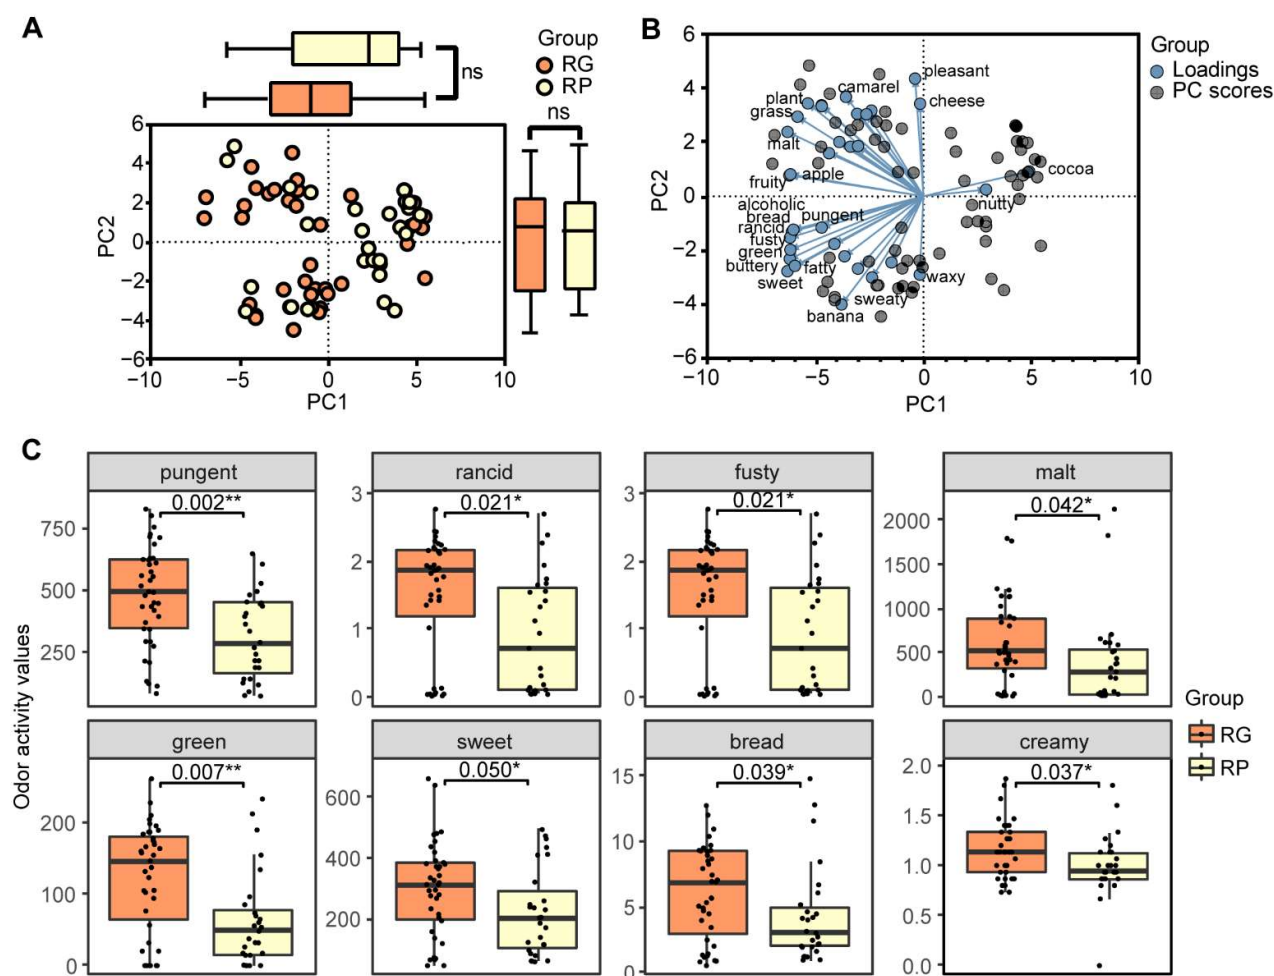 A
Group
RG
RP
ns
ns
6
4
2
0
−2
−4
−6
PC2
−10
−5
0
5
10
PC1
B
Group
Loadings
PC scores
6
4
2
0
−2
−4
−6
PC2
pleasant
camarel
cheese
plant
grass
malt
apple
fruity
cocoa
nutty
alcoholic
bread
pungent
rancid
fusty
green
buttery
fatty
sweet
waxy
sweaty
banana
−10
−5
0
5
10
PC1
C
Odor activity values
pungent
0.002**
750
500
250
rancid
0.021*
3
2
1
0
fusty
0.021*
3
2
1
0
malt
0.042*
2000
1500
1000
500
0
green
0.007**
200
100
0
sweet
0.050*
600
400
200
bread
0.039*
15
10
5
0
creamy
0.037*
2.0
1.5
1.0
0.5
0.0
Group
RG
RP